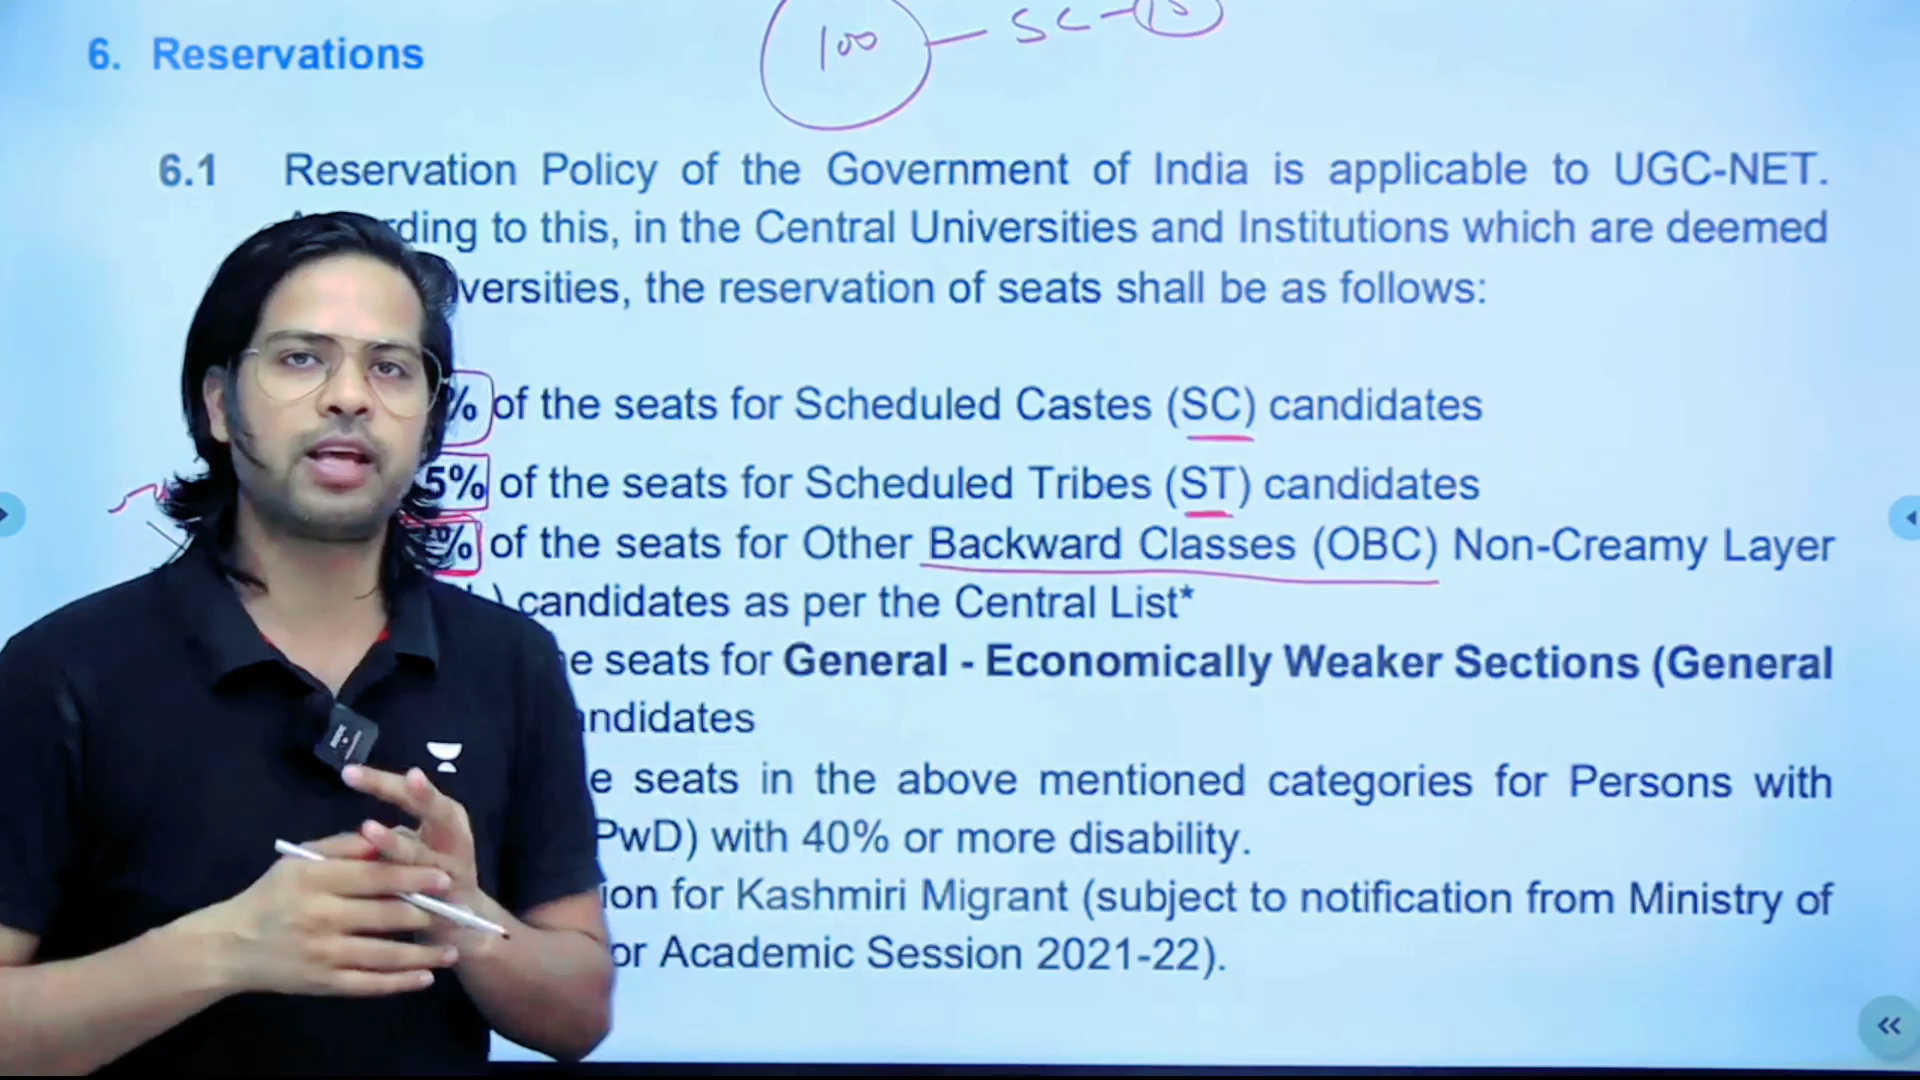 100 SC
6. Reservations
6.1 Reservation Policy of the Government of India is applicable to UGC-NET.
to this, in the Central Universities and Institutions which are deemed
the reservation of seats shall be as follows:
% of the seats for Scheduled Castes (SC) candidates
5% of the seats for Scheduled Tribes (ST) candidates
% of the seats for Other Backward Classes (OBC) Non-Creamy Layer
candidates as per the Central List*
seats for General - Economically Weaker Sections (General
seats in the above mentioned categories for Persons with
PwD) with 40% or more disability.
for Kashmiri Migrant (subject to notification from Ministry of
Academic Session 2021-22).